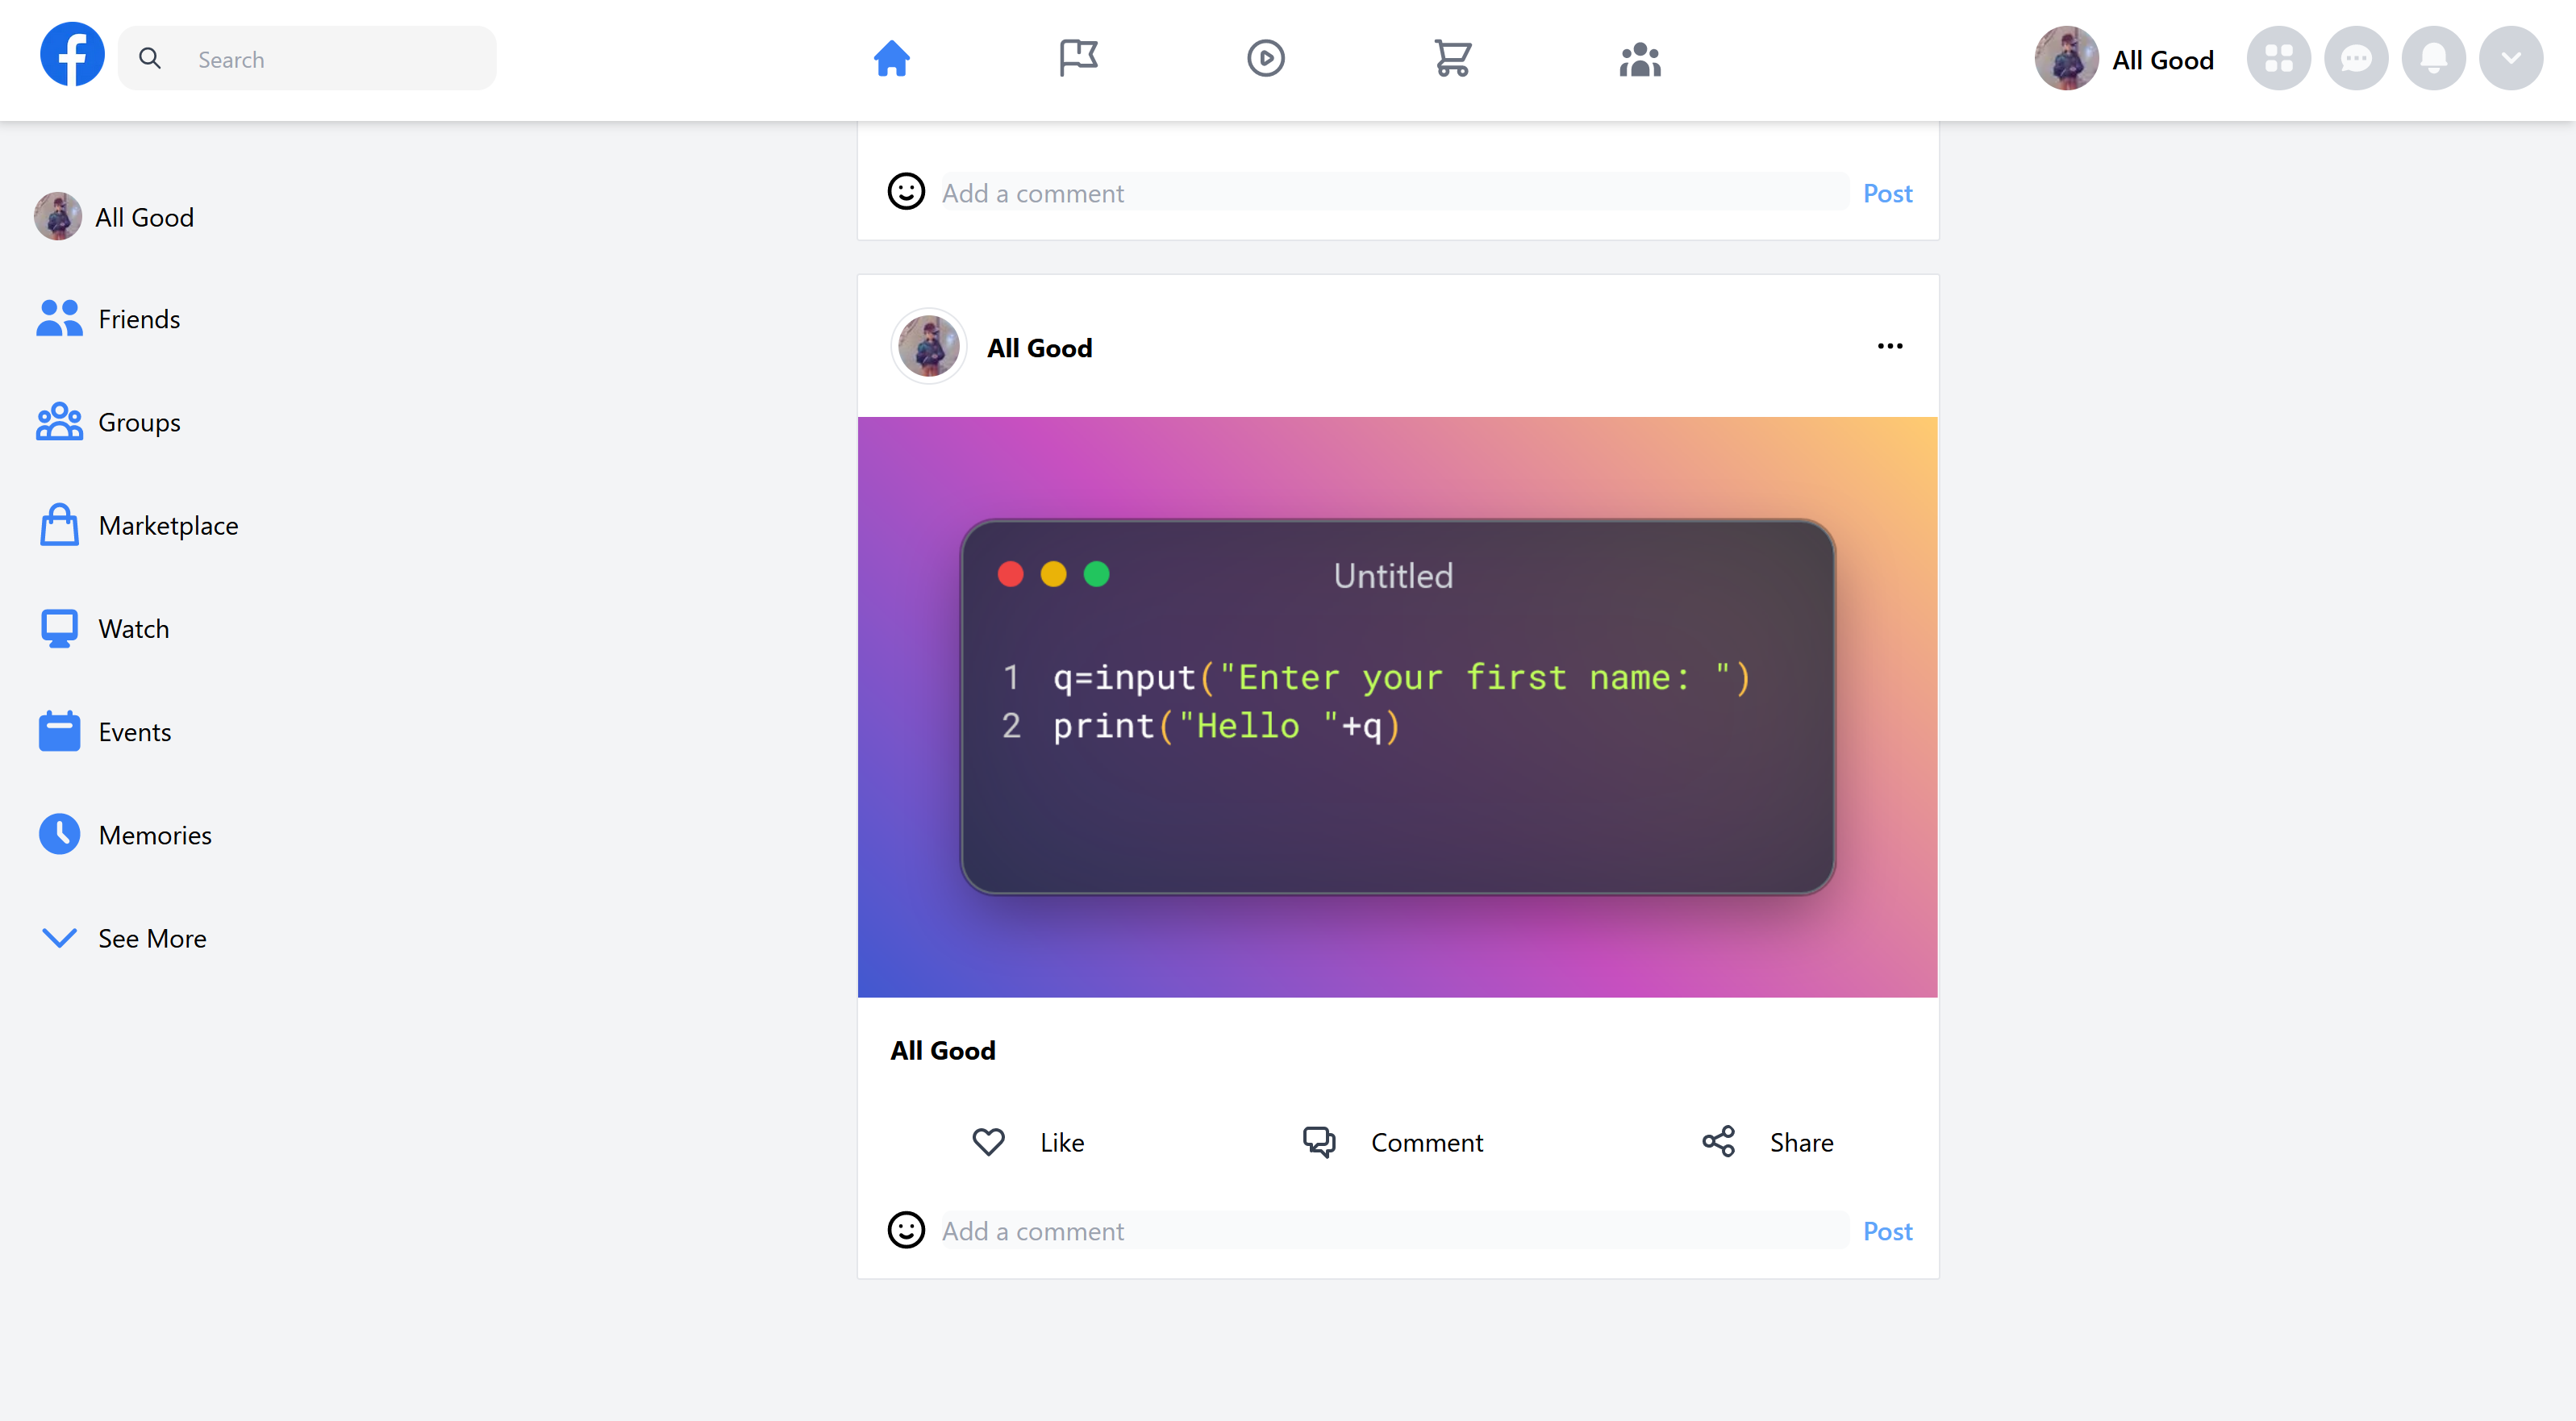 Search
All Good
All Good
Friends
Groups
Marketplace
Watch
Events
Memories
See More
Add a comment
Post
All Good
Untitled
1 q=input("Enter your first name: ")
2 print("Hello "+q)
All Good
Like
Comment
Share
Add a comment
Post